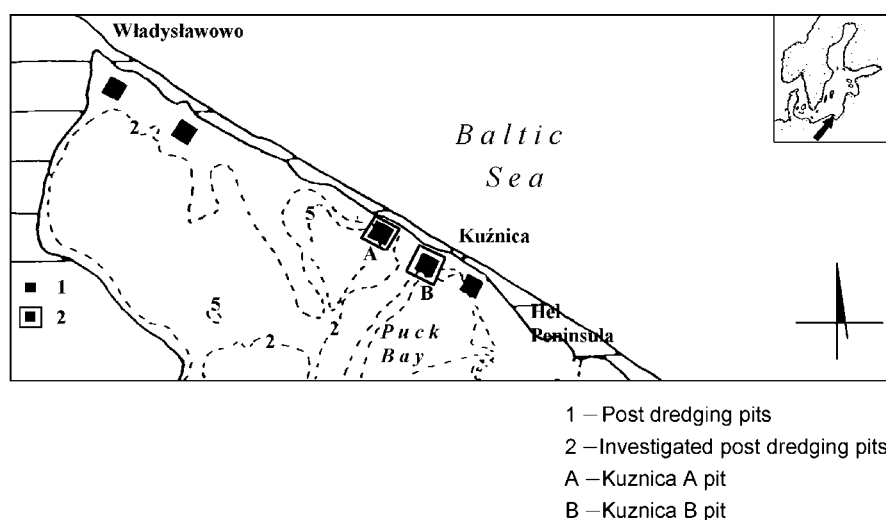 Władysławowo
2
Baltic
Sea
5
Kuźnica
A
B
1
5
2
2
2
Puck
Bay
Hel
Peninsula
1 – Post dredging pits
2 – Investigated post dredging pits
A – Kuznica A pit
B – Kuznica B pit